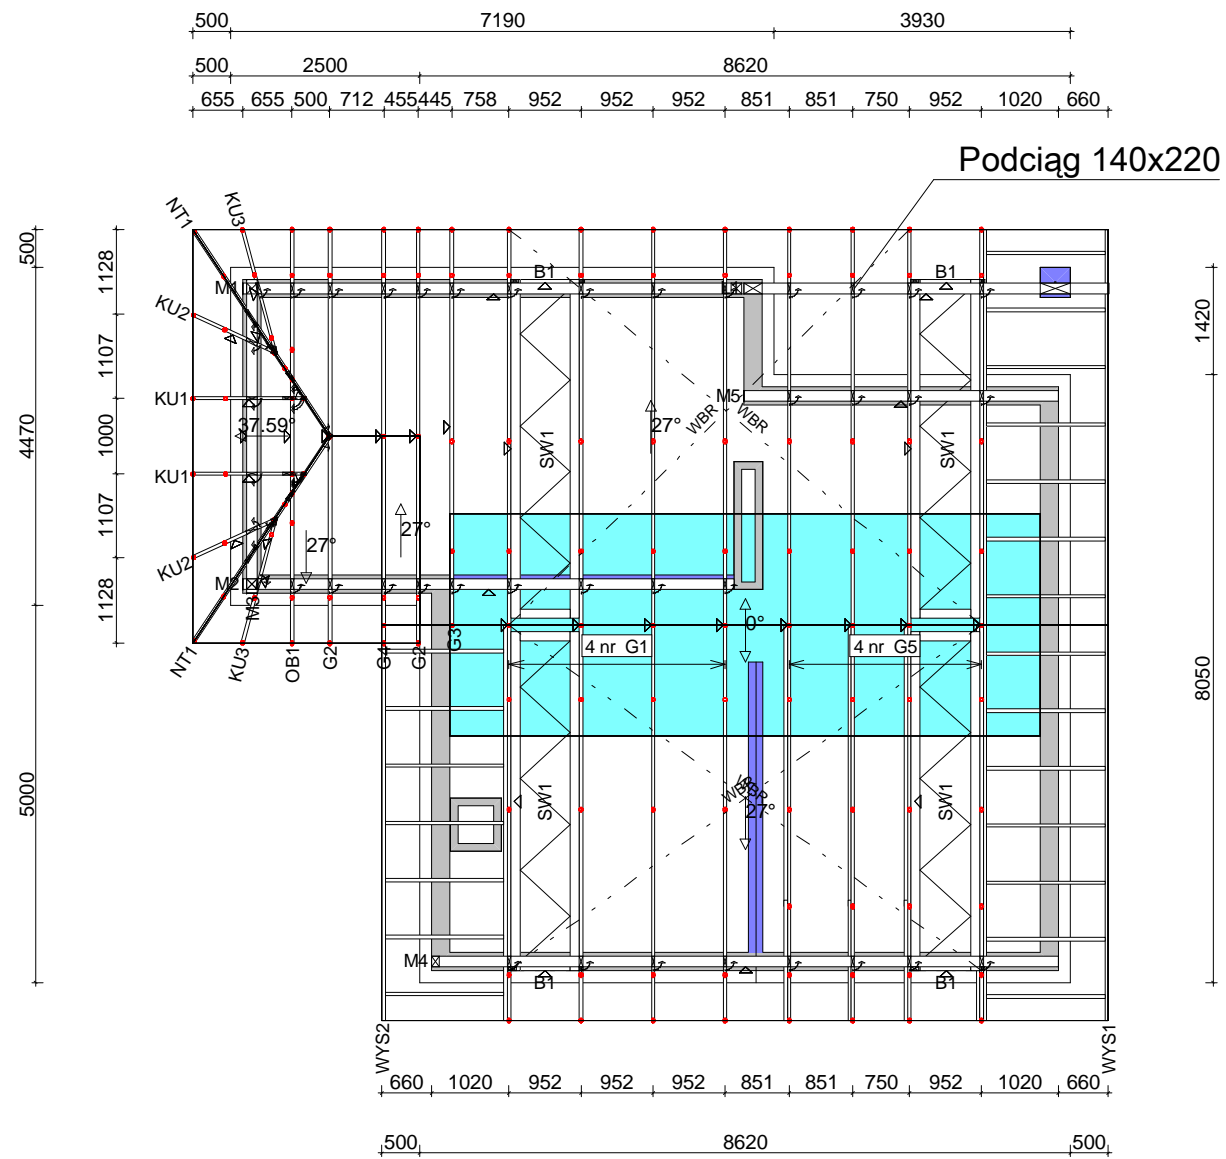 500 7190 3930
500 2500 8620
655 655 500 712 455 445 758 952 952 952 851 851 750 952 1020 660
Podciąg 140x220
NT1 KU3
500 1128
M1 B1 B1
KU2
1420
1107
KU1 M5
37.59° 27° WBR WBR
4470 1000 SW1 SW1
KU1
1107
27° 27°
KU2
M2 M3
1128
0°
NT1 KU3 OB1 G2 G4 G2 G3
4 nr G1 4 nr G5
8050
5000
SW1 WBR WBR SW1
27°
M4
B1 B1
WYS2 WYS1
660 1020 952 952 952 851 851 750 952 1020 660
500 8620 500